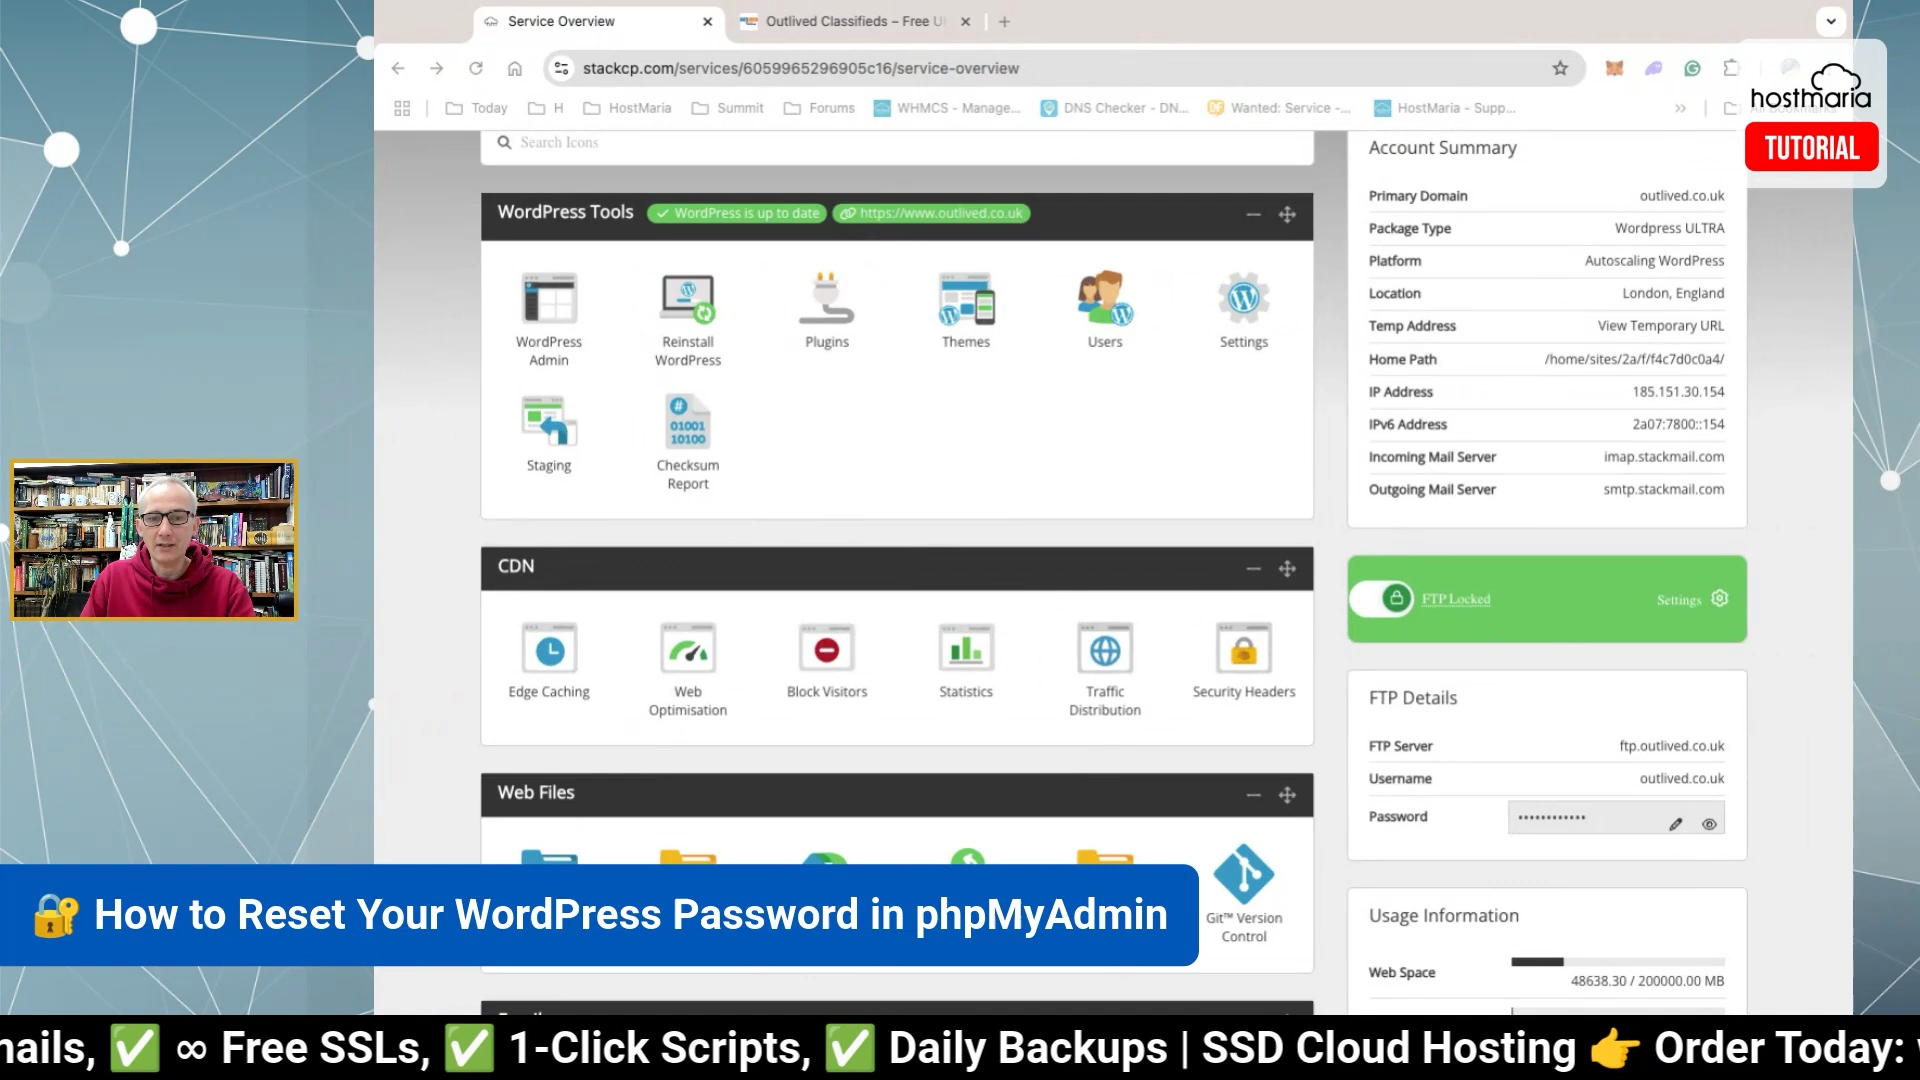 Service Overview
Outlived Classifieds – Free U
stackcp.com/services/6059965296905c16/service-overview
Today
H
HostMaria
Summit
Forums
WHMCS - Manage...
DNS Checker - DN...
Wanted: Service -...
HostMaria - Supp...
hostmaria
TUTORIAL
Search Icons
WordPress Tools
WordPress is up to date
https://www.outlived.co.uk
WordPress
Admin
Reinstall
WordPress
Plugins
Themes
Users
Settings
Staging
Checksum
Report
#
01001
10100
CDN
Edge Caching
Web
Optimisation
Block Visitors
Statistics
Traffic
Distribution
Security Headers
Web Files
Git™ Version
Control
Account Summary
Primary Domain outlived.co.uk
Package Type Wordpress ULTRA
Platform Autoscaling WordPress
Location London, England
Temp Address View Temporary URL
Home Path /home/sites/2a/f/f4c7d0c0a4/
IP Address 185.151.30.154
IPv6 Address 2a07:7800::154
Incoming Mail Server imap.stackmail.com
Outgoing Mail Server smtp.stackmail.com
FTP Locked
Settings
FTP Details
FTP Server ftp.outlived.co.uk
Username outlived.co.uk
Password ••••••••••••
Usage Information
Web Space
48638.30 / 200000.00 MB
🔐 How to Reset Your WordPress Password in phpMyAdmin
nails, ✅ ∞ Free SSLs, ✅ 1-Click Scripts, ✅ Daily Backups | SSD Cloud Hosting 👉 Order Today: